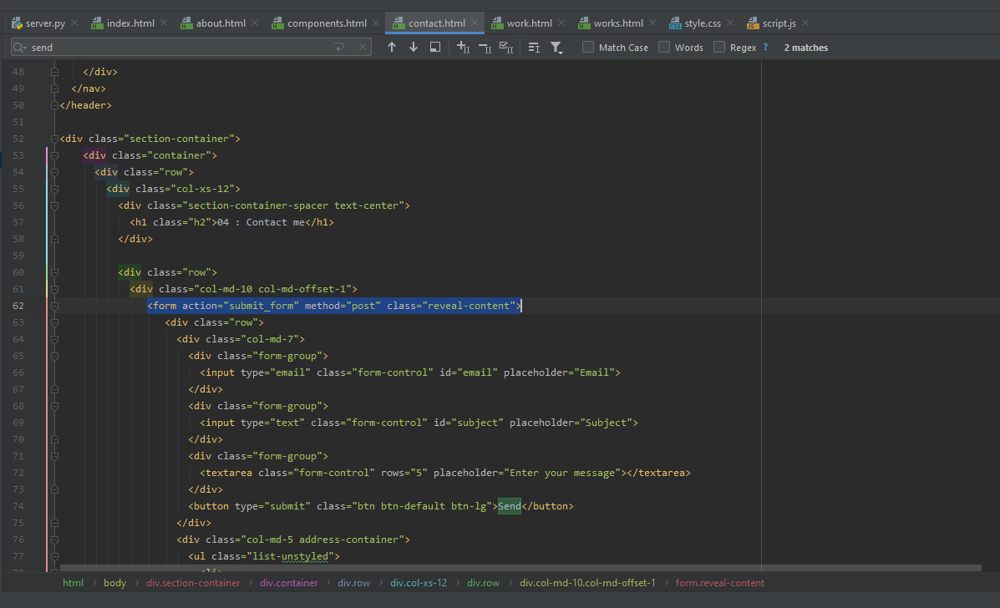 server.py index.html about.html components.html contact.html work.html works.html style.css script.js
send Match Case Words Regex ? 2 matches
48 </div>
49 </nav>
50 </header>
51
52 <div class="section-container">
53 <div class="container">
54 <div class="row">
55 <div class="col-xs-12">
56 <div class="section-container-spacer text-center">
57 <h1 class="h2">04 : Contact me</h1>
58 </div>
59
60 <div class="row">
61 <div class="col-md-10 col-md-offset-1">
62 <form action="submit_form" method="post" class="reveal-content">
63 <div class="row">
64 <div class="col-md-7">
65 <div class="form-group">
66 <input type="email" class="form-control" id="email" placeholder="Email">
67 </div>
68 <div class="form-group">
69 <input type="text" class="form-control" id="subject" placeholder="Subject">
70 </div>
71 <div class="form-group">
72 <textarea class="form-control" rows="5" placeholder="Enter your message"></textarea>
73 </div>
74 <button type="submit" class="btn btn-default btn-lg">Send</button>
75 </div>
76 <div class="col-md-5 address-container">
77 <ul class="list-unstyled">
html body div.section-container div.container div.row div.col-xs-12 div.row div.col-md-10.col-md-offset-1 form.reveal-content